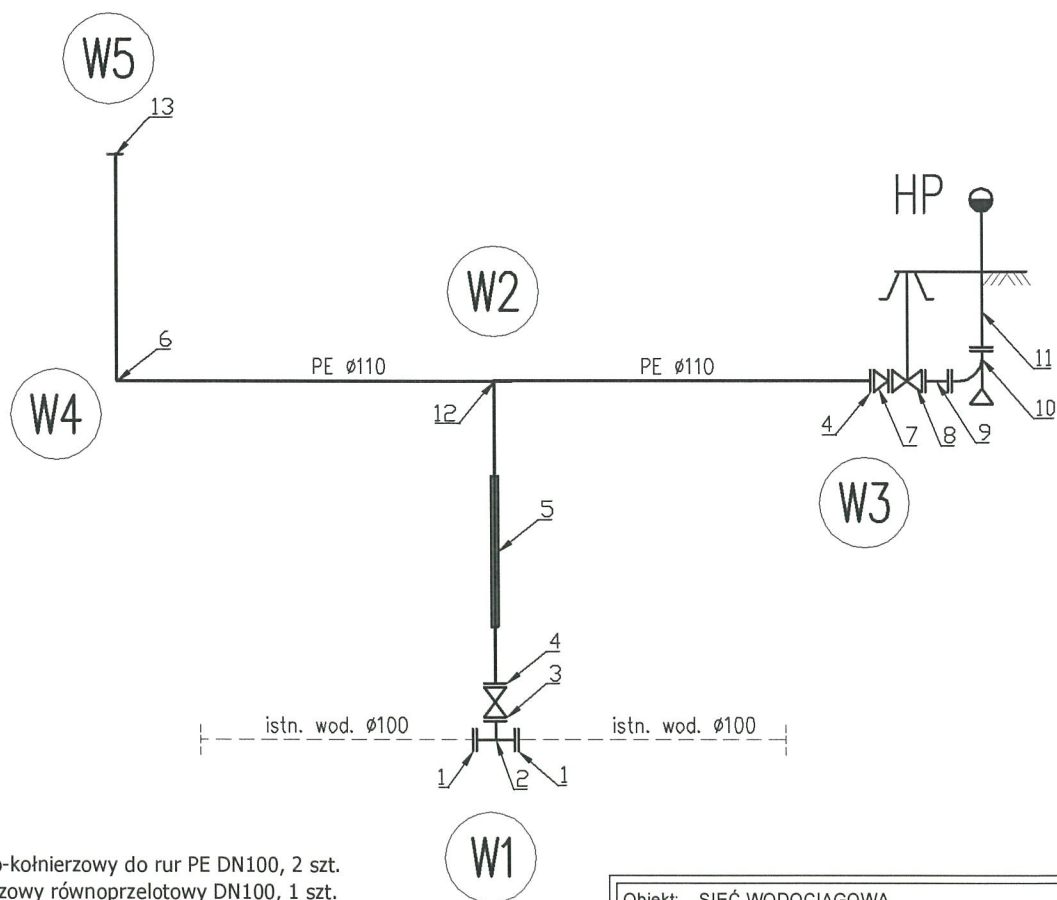 W5
13
HP
W2
6
PE ø110
PE ø110
11
W4
12
4
7
8
9
10
W3
5
4
3
istn. wod. ø100
istn. wod. ø100
1
2
1
W1
-kołnierzowy do rur PE DN100, 2 szt.
zowy równoprzelotowy DN100, 1 szt.
Objekt: SIEĆ WODOCIĄGOWA